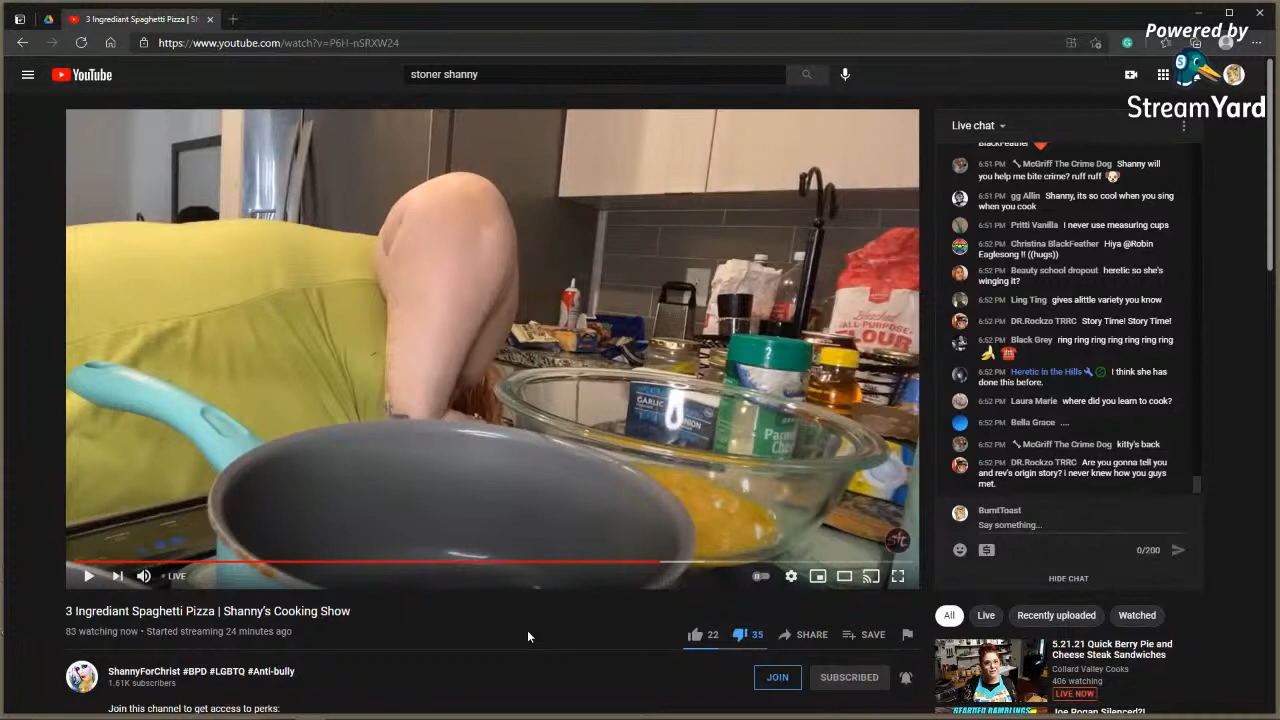 3 Ingrediant Spaghetti Pizza | Sh
Powered by
StreamYard
https://www.youtube.com/watch?v=P6H-nSRXW24
YouTube
stoner shanny
Live chat
BlackFeather
6:51 PM McGriff The Crime Dog Shanny will
you help me bite crime? ruff ruff
6:51 PM gg Allin Shanny, its so cool when you sing
when you cook
6:51 PM Pritti Vanilla I never use measuring cups
6:52 PM Christina BlackFeather Hiya @Robin
Eaglesong !! ((hugs))
6:52 PM Beauty school dropout heretic so she's
winging it?
6:52 PM Ling Ting gives alittle variety you know
6:52 PM DR.Rockzo TRRC Story Time! Story Time!
6:52 PM Black Grey ring ring ring ring ring ring ring
6:52 PM Heretic in the Hills I think she has
done this before.
6:52 PM Laura Marie where did you learn to cook?
6:52 PM Bella Grace ....
6:52 PM McGriff The Crime Dog kitty's back
6:52 PM DR.Rockzo TRRC Are you gonna tell you
and rev's origin story? i never knew how you guys
met.
BurntToast
Say something...
0/200
HIDE CHAT
Bleached
ALL-PURPOSE
FLOUR
GARLIC
ONION
LIVE
3 Ingrediant Spaghetti Pizza | Shanny's Cooking Show
83 watching now • Started streaming 24 minutes ago
22
35
SHARE
SAVE
ShannyForChrist #BPD #LGBTQ #Anti-bully
1.61K subscribers
JOIN
SUBSCRIBED
Join this channel to get access to perks:
All
Live
Recently uploaded
Watched
5.21.21 Quick Berry Pie and
Cheese Steak Sandwiches
Collard Valley Cooks
406 watching
LIVE NOW
BEARDED RAMBLINGS
Joe Rogan Silenced?!